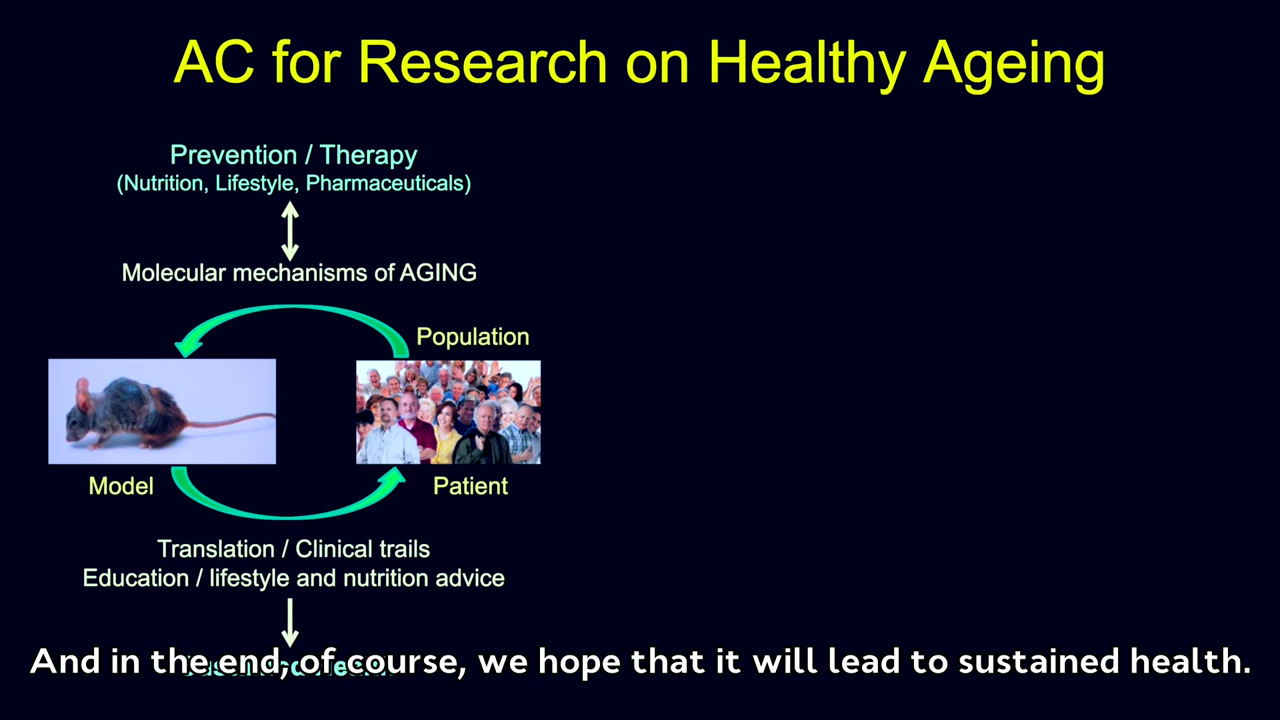 AC for Research on Healthy Ageing
Prevention / Therapy
(Nutrition, Lifestyle, Pharmaceuticals)
Molecular mechanisms of AGING
Population
Model
Patient
Translation / Clinical trails
Education / lifestyle and nutrition advice
And in the end, of course, we hope that it will lead to sustained health.